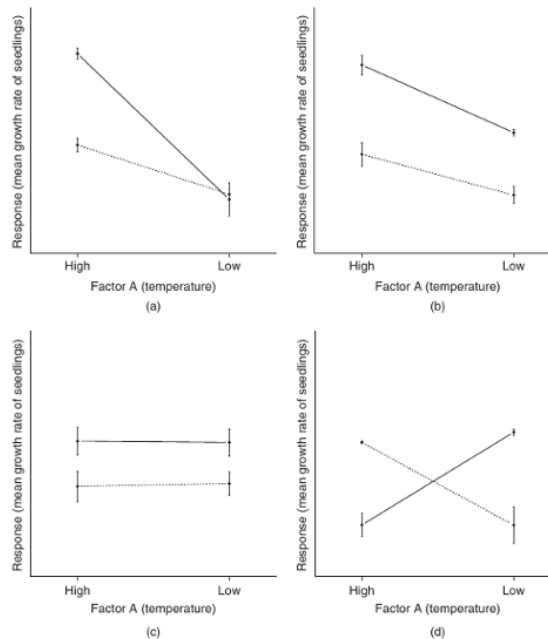 Response (mean growth rate of seedlings)
High
Low
Factor A (temperature)
(a)
Response (mean growth rate of seedlings)
High
Low
Factor A (temperature)
(b)
Response (mean growth rate of seedlings)
High
Low
Factor A (temperature)
(c)
Response (mean growth rate of seedlings)
High
Low
Factor A (temperature)
(d)